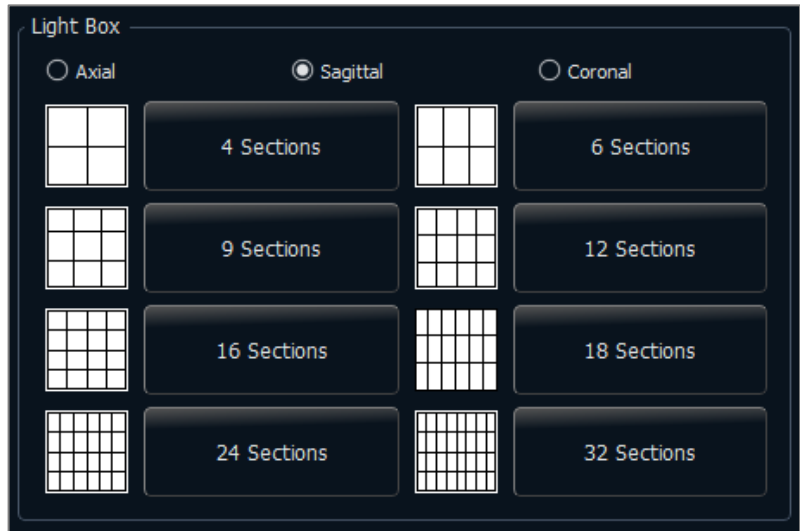 Light Box
Axial Sagittal Coronal
4 Sections 6 Sections
9 Sections 12 Sections
16 Sections 18 Sections
24 Sections 32 Sections